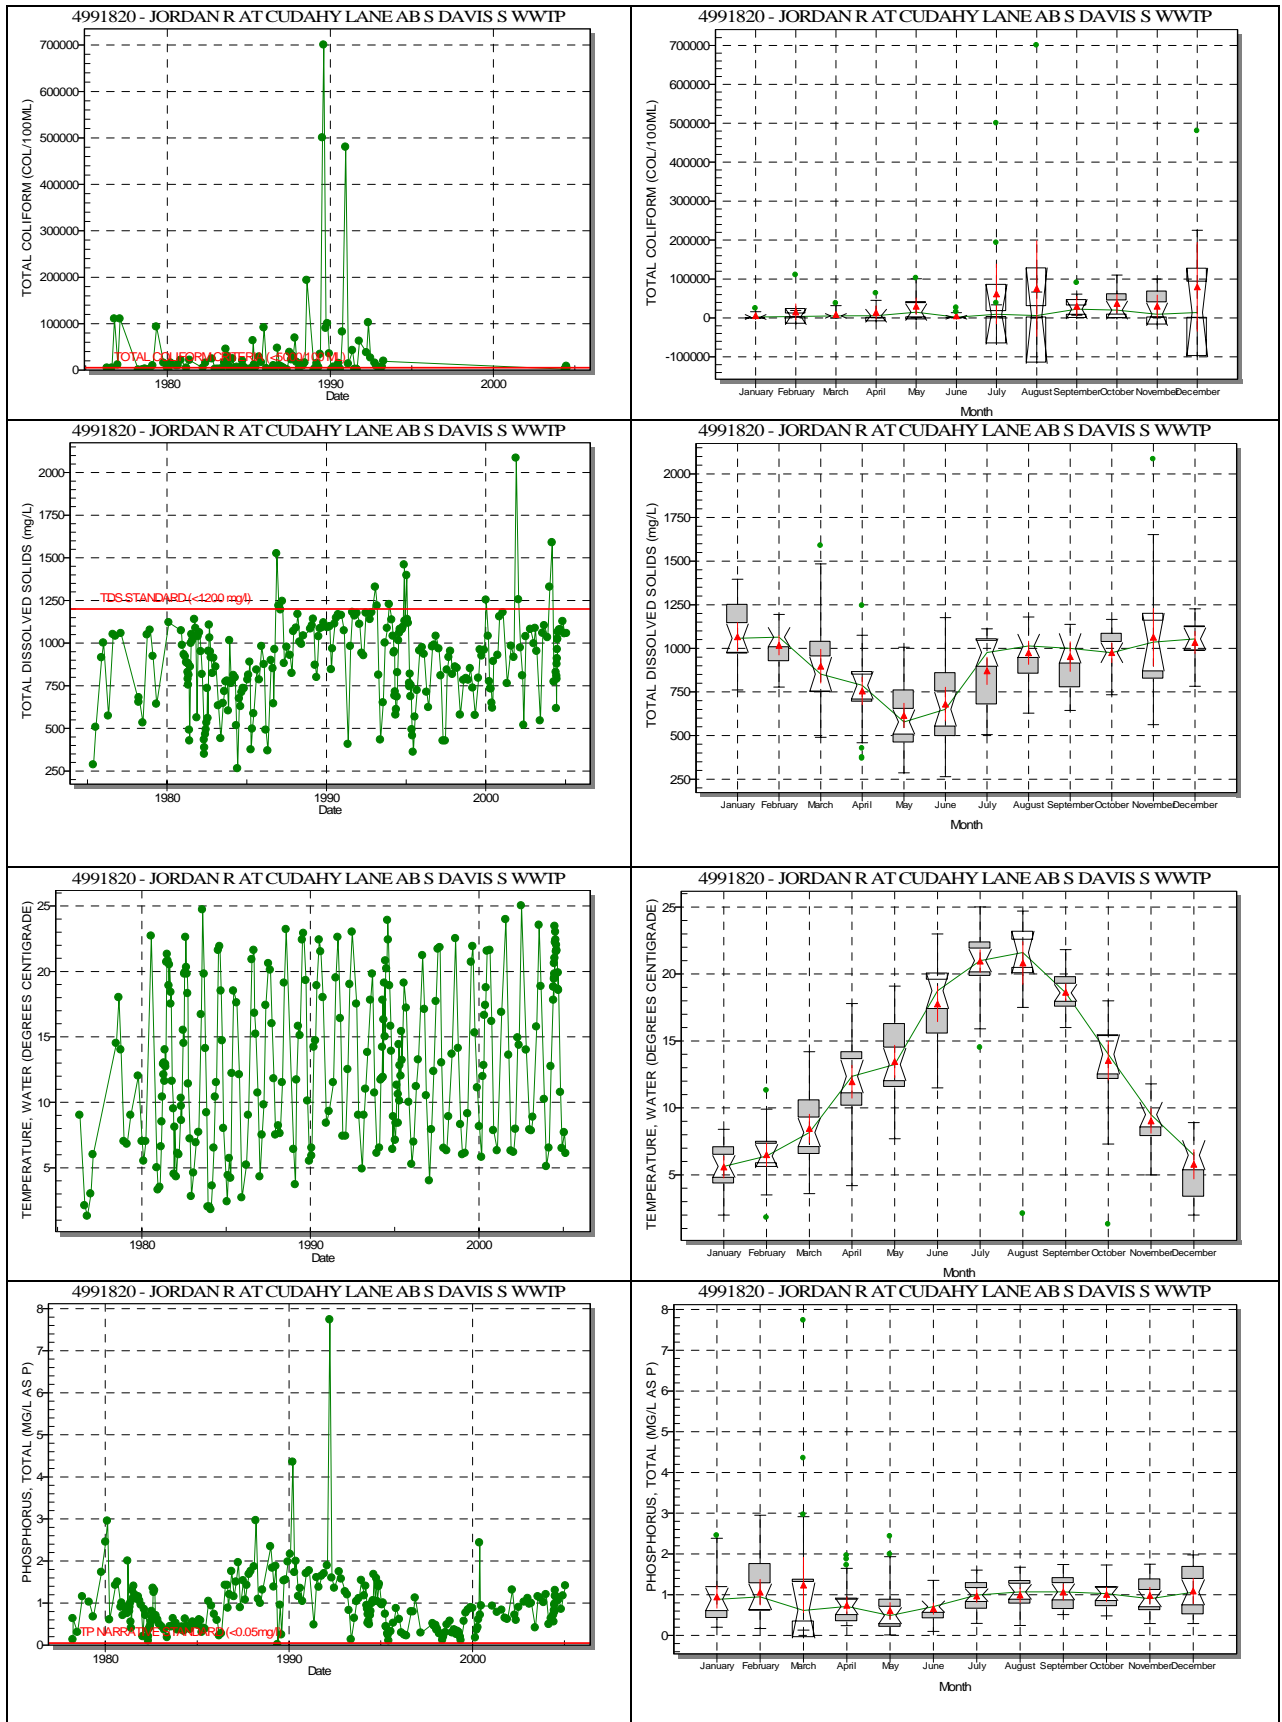 4991820 - JORDAN R AT CUDAHY LANE AB S DAVIS S WWTP
700000
600000
500000
400000
300000
200000
100000
0
TOTAL COLIFORM (COL/100ML)
TOTAL COLIFORM CRITERIA (<5000/100 ML)
1980
1990
2000
Date
4991820 - JORDAN R AT CUDAHY LANE AB S DAVIS S WWTP
700000
600000
500000
400000
300000
200000
100000
0
-100000
TOTAL COLIFORM (COL/100ML)
January February March April May June July August September October November December
Month
4991820 - JORDAN R AT CUDAHY LANE AB S DAVIS S WWTP
2000
1750
1500
1250
1000
750
500
250
TOTAL DISSOLVED SOLIDS (mg/L)
TDS STANDARD (<1200 mg/l)
1980
1990
2000
Date
4991820 - JORDAN R AT CUDAHY LANE AB S DAVIS S WWTP
2000
1750
1500
1250
1000
750
500
250
TOTAL DISSOLVED SOLIDS (mg/L)
January February March April May June July August September October November December
Month
4991820 - JORDAN R AT CUDAHY LANE AB S DAVIS S WWTP
25
20
15
10
5
TEMPERATURE, WATER (DEGREES CENTIGRADE)
1980
1990
2000
Date
4991820 - JORDAN R AT CUDAHY LANE AB S DAVIS S WWTP
25
20
15
10
5
TEMPERATURE, WATER (DEGREES CENTIGRADE)
January February March April May June July August September October November December
Month
4991820 - JORDAN R AT CUDAHY LANE AB S DAVIS S WWTP
8
7
6
5
4
3
2
1
0
PHOSPHORUS, TOTAL (MG/L AS P)
TP NARRATIVE STANDARD (<0.05mg/l)
1980
1990
2000
Date
4991820 - JORDAN R AT CUDAHY LANE AB S DAVIS S WWTP
8
7
6
5
4
3
2
1
0
PHOSPHORUS, TOTAL (MG/L AS P)
January February March April May June July August September October November December
Month